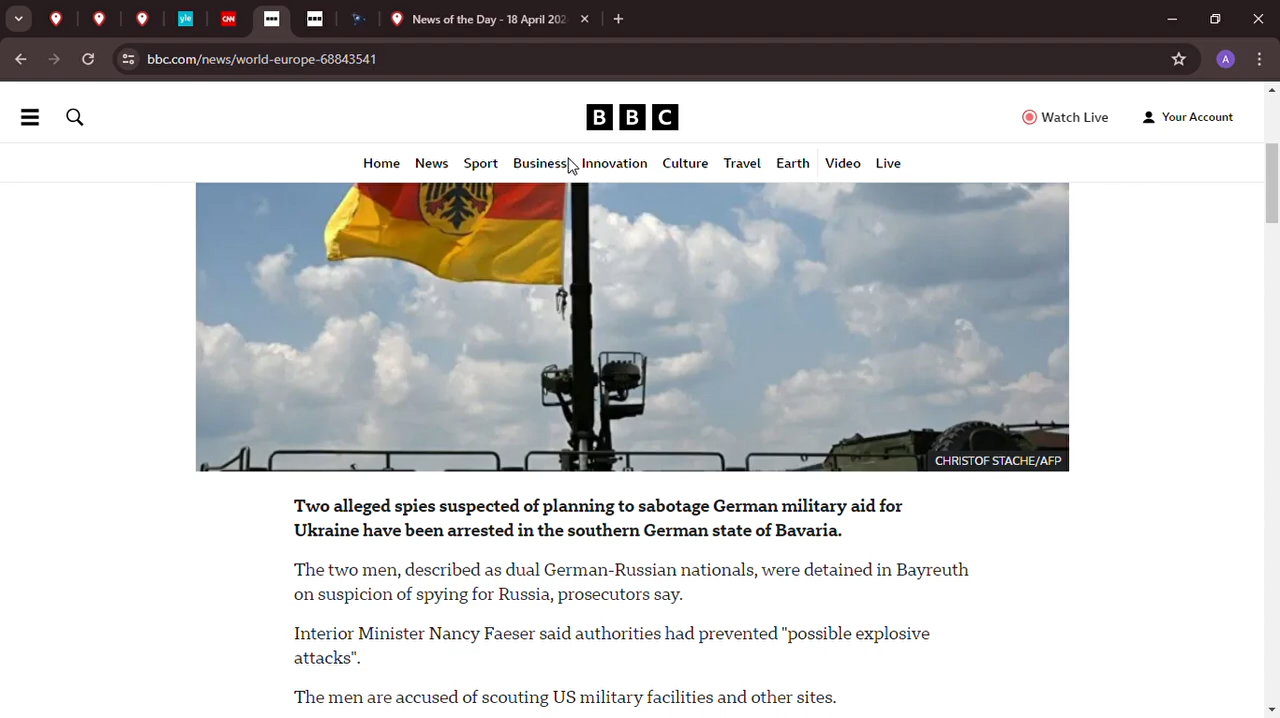 yle
CNN
News of the Day - 18 April 202
bbc.com/news/world-europe-68843541
A
B B C
Watch Live
Your Account
Home News Sport Business Innovation Culture Travel Earth Video Live
CHRISTOF STACHE/AFP
Two alleged spies suspected of planning to sabotage German military aid for
Ukraine have been arrested in the southern German state of Bavaria.
The two men, described as dual German-Russian nationals, were detained in Bayreuth
on suspicion of spying for Russia, prosecutors say.
Interior Minister Nancy Faeser said authorities had prevented "possible explosive
attacks".
The men are accused of scouting US military facilities and other sites.